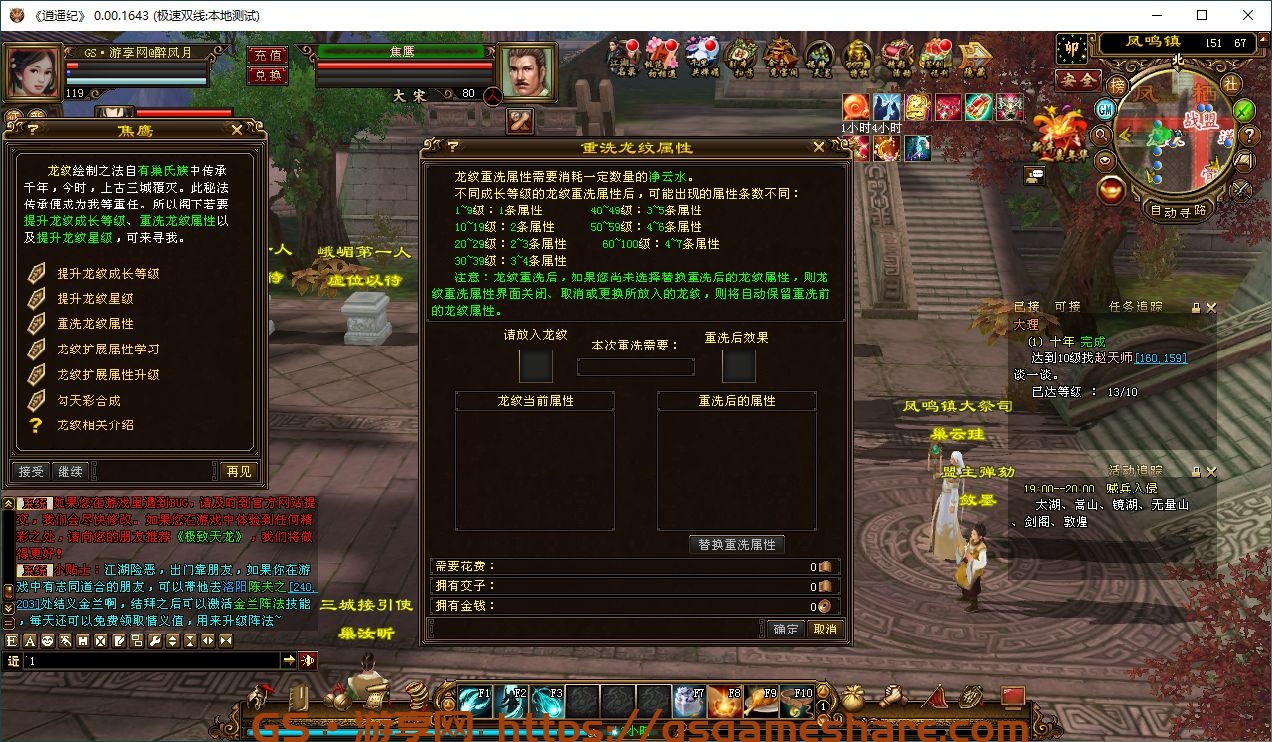 《逍遥纪》 0.00.1643 (极速双线:本地测试)
GS·游享网@醉风月
119
充值
兑换
焦鹰
大宋
80
卯
凤鸣镇 151 67
北
安全
榜
社
GM
战盟
自动寻路
1小时 4小时
焦鹰
龙纹绘制之法自有巢氏族中传承
千年，今时，上古三城覆灭。此秘法
传承便成为我等重任。所以阁下若要
提升龙纹成长等级、重洗龙纹属性以
及提升龙纹星级，可来寻我。
提升龙纹成长等级
提升龙纹星级
重洗龙纹属性
龙纹扩展属性学习
龙纹扩展属性升级
勾天彩合成
龙纹相关介绍
接受 继续 再见
峨嵋第一人
虚位以待
重洗龙纹属性
龙纹重洗属性需要消耗一定数量的净云水。
不同成长等级的龙纹重洗属性后，可能出现的属性条数不同：
1~9级：1条属性 40~49级：3~5条属性
10~19级：2条属性 50~59级：4~6条属性
20~29级：2~3条属性 60~100级：4~7条属性
30~39级：3~4条属性
注意：龙纹重洗后，如果您尚未选择替换重洗后的龙纹属性，则龙
纹重洗属性界面关闭、取消或更换所放入的龙纹，则将自动保留重洗前
的龙纹属性。
请放入龙纹 本次重洗需要： 重洗后效果
龙纹当前属性 重洗后的属性
替换重洗属性
需要花费： 0
拥有交子： 0
拥有金钱： 0
确定 取消
已接 可接 任务追踪
大理
(1) 十年 完成
达到10级找赵天师[160,159]
谈一谈。
已达等级 ： 13/10
活动追踪
19:00--20:00 贼兵入侵
太湖、嵩山、镜湖、无量山
、剑阁、敦煌
凤鸣镇大祭司
巢云珪
盟主弹劾
敛墨
系统 如果您在游戏里遇到BUG，请及时到官方网站提
交，我们会尽快修改。如果您在游戏中体验到任何精
彩之处，请向您的朋友推荐《极致天龙》，我们将做
得更好！
系统 小贴士：江湖险恶，出门靠朋友，如果你在游
戏中有志同道合的朋友，可以带他去洛阳陈夫之[240,
203]处结义金兰啊，结拜之后可以激活金兰阵法技能
，每天还可以免费领取情义值，用来升级阵法~
三城接引使
巢汝昕
近 1
F1 F2 F3 F7 F8 F9 F10
1
GS·游享网 https://gsgameshare.com